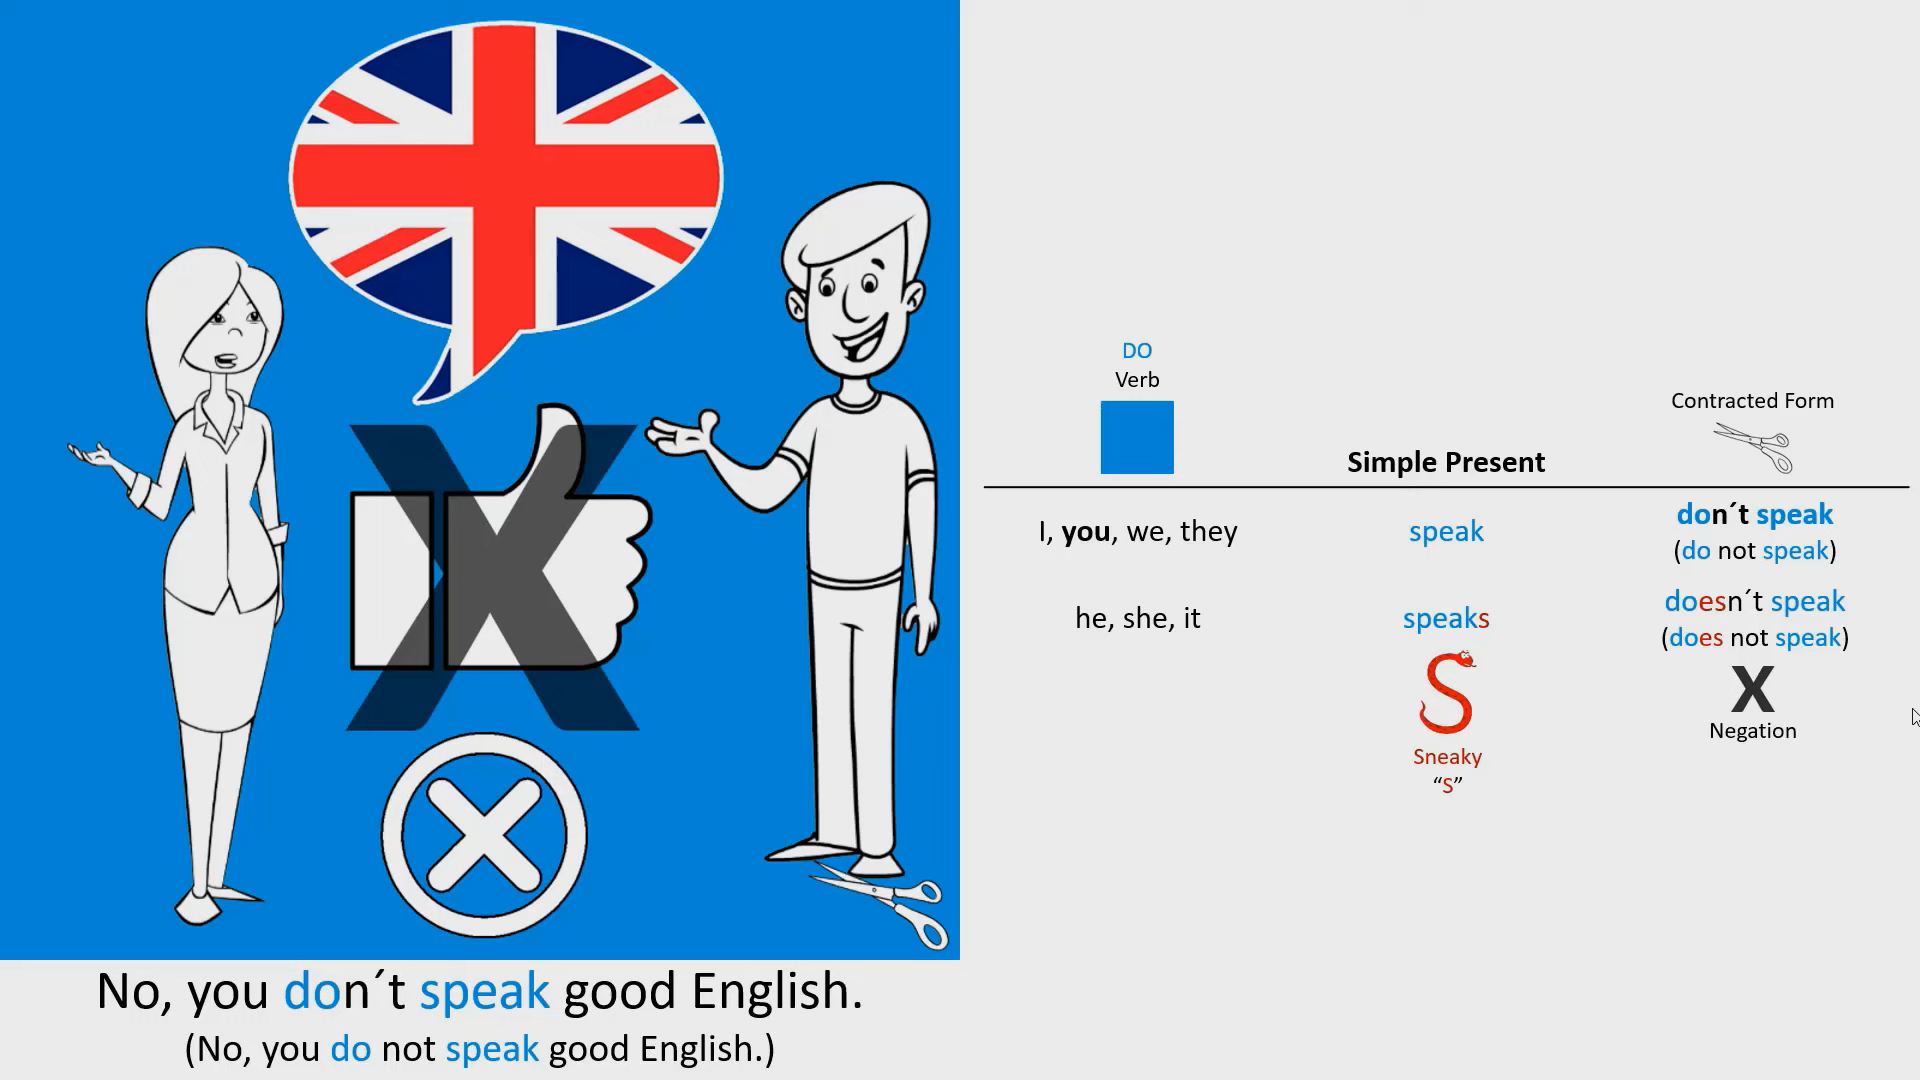 DO
Verb
Contracted Form
Simple Present
I, you, we, they
speak
don´t speak
(do not speak)
he, she, it
speaks
doesn´t speak
(does not speak)
S
X
Sneaky
“S”
Negation
X
No, you don´t speak good English.
(No, you do not speak good English.)